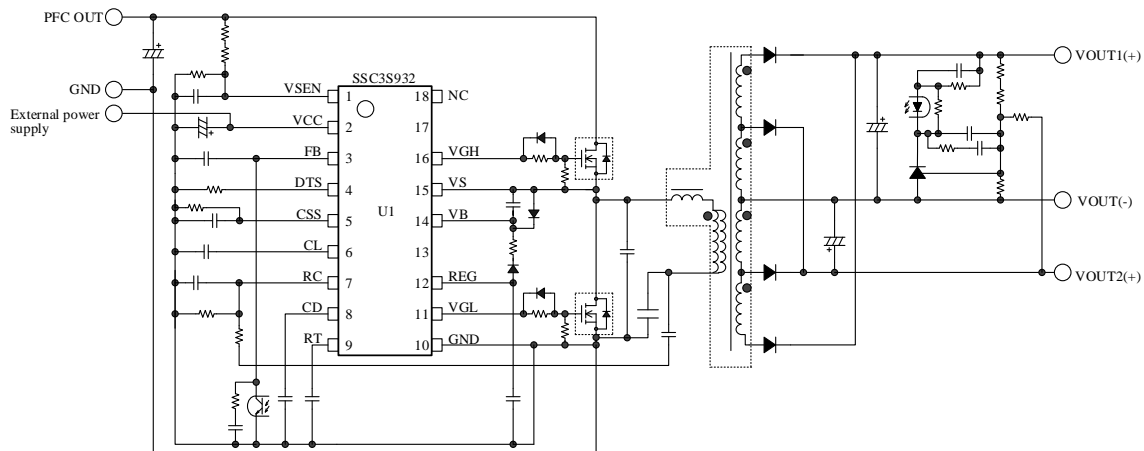 PFC OUT
SSC3S932
GND
VSEN 1 18 NC
External power
supply
VCC 2 17
FB 3 16 VGH
DTS 4 15 VS
U1
CSS 5 14 VB
CL 6 13
RC 7 12 REG
CD 8 11 VGL
RT 9 10 GND
VOUT1(+)
VOUT(-)
VOUT2(+)